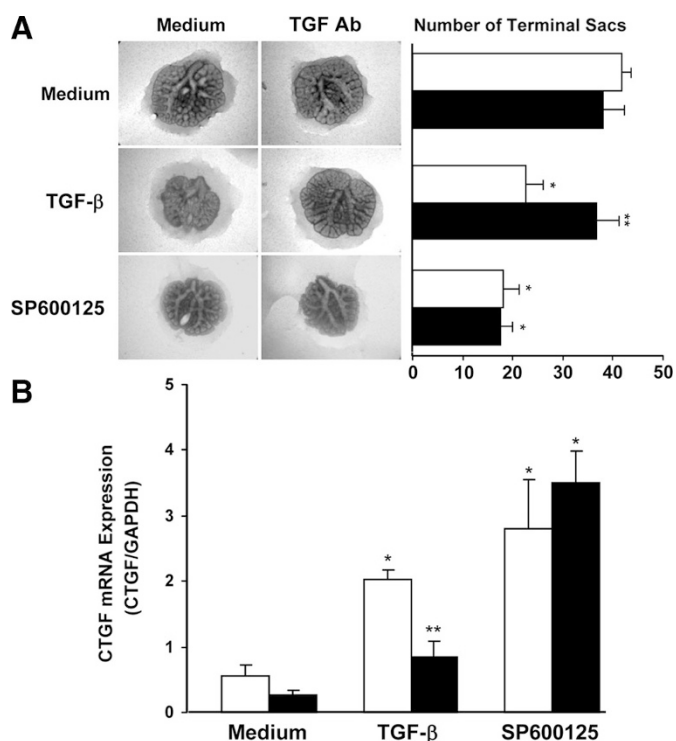 A
Medium
TGF Ab
Number of Terminal Sacs
Medium
TGF-β
*
**
SP600125
*
*
0 10 20 30 40 50
B
CTGF mRNA Expression
(CTGF/GAPDH)
5
4
3
2
1
0
*
**
*
*
Medium
TGF-β
SP600125